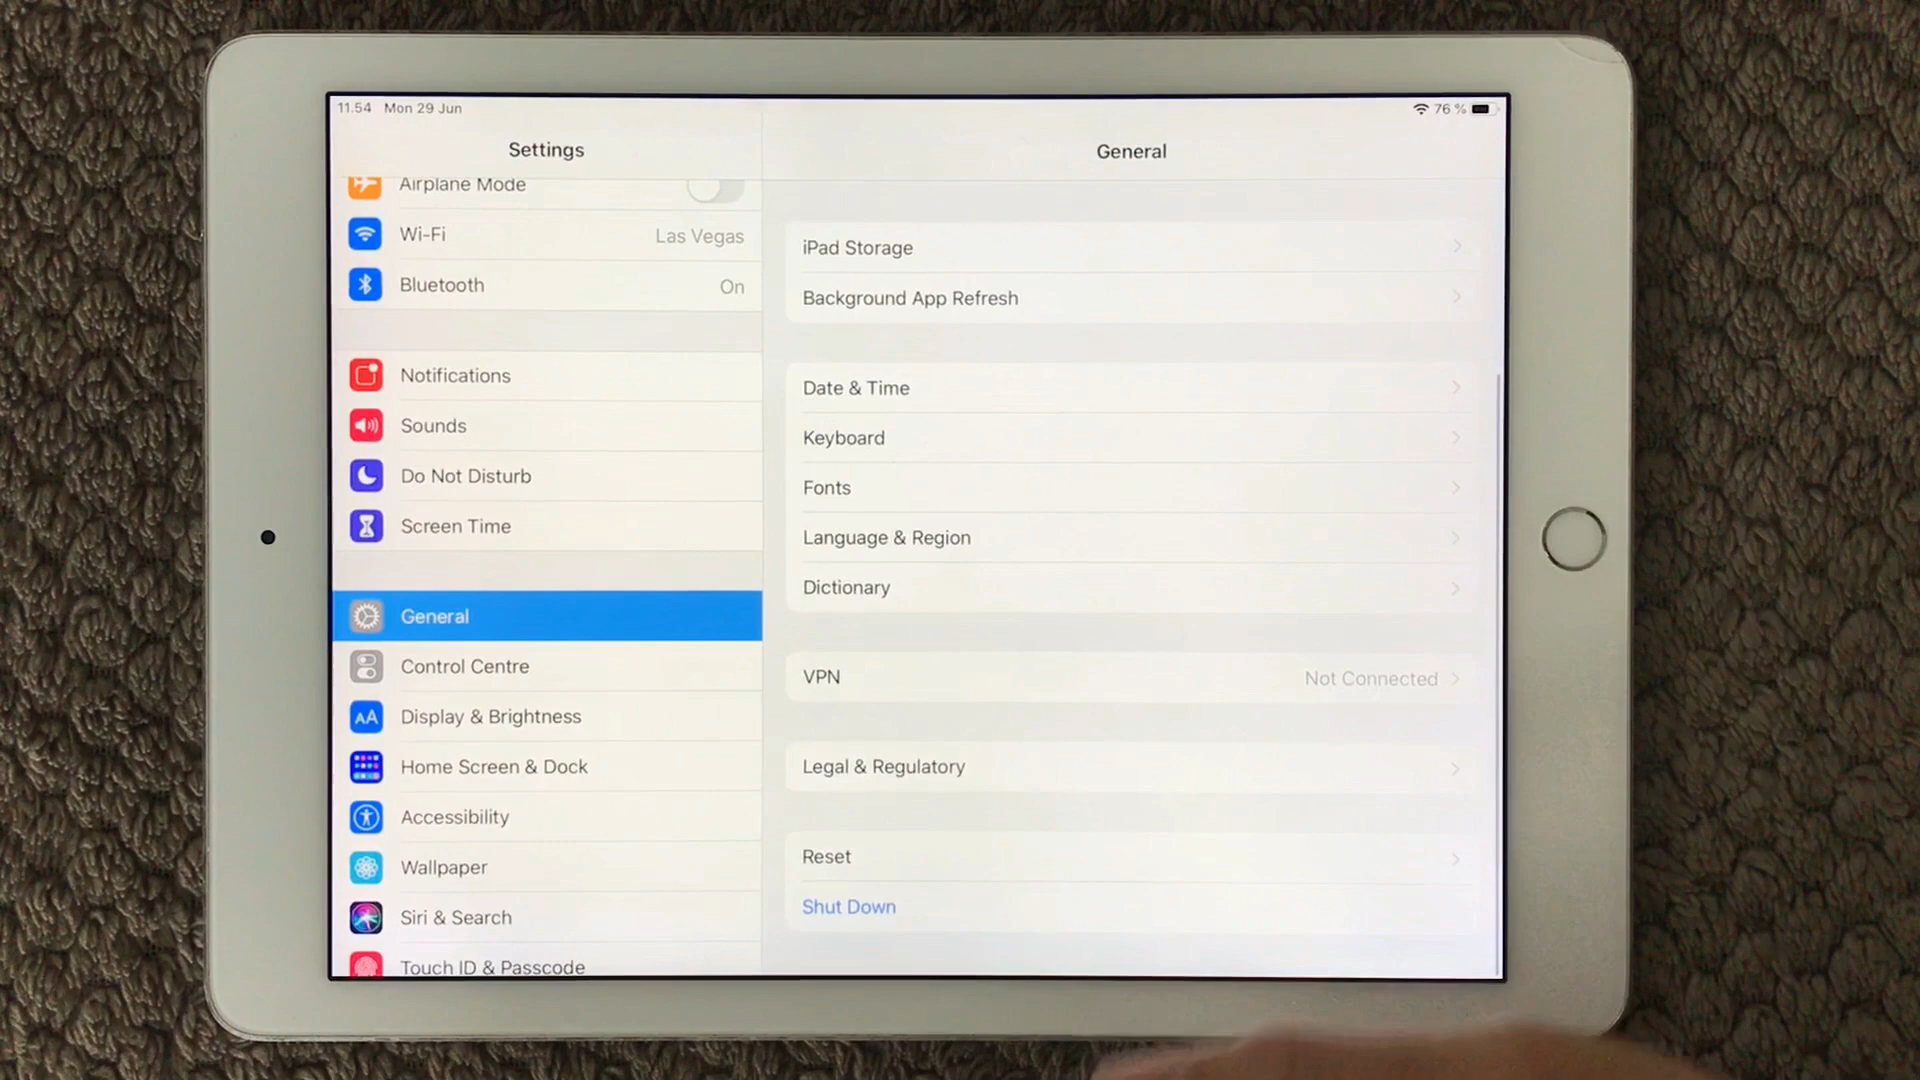 11.54 Mon 29 Jun
76 %
Settings
Airplane Mode
Wi-Fi Las Vegas
Bluetooth On
Notifications
Sounds
Do Not Disturb
Screen Time
General
Control Centre
AA Display & Brightness
Home Screen & Dock
Accessibility
Wallpaper
Siri & Search
Touch ID & Passcode
General
iPad Storage
Background App Refresh
Date & Time
Keyboard
Fonts
Language & Region
Dictionary
VPN Not Connected
Legal & Regulatory
Reset
Shut Down